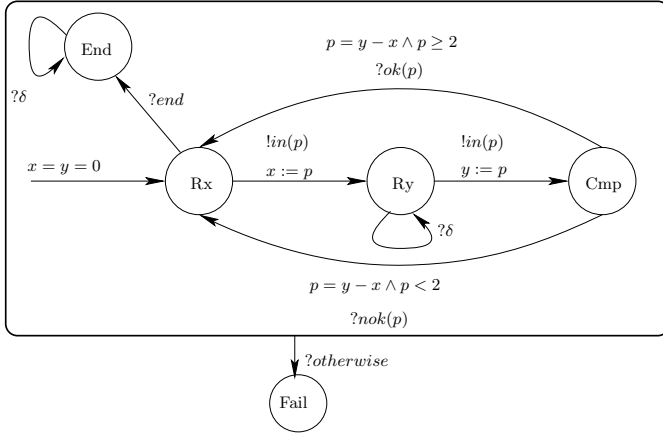 End
p = y − x ∧ p ≥ 2
?ok(p)
?δ
?end
!in(p)
!in(p)
x = y = 0
x := p
y := p
Rx
Ry
Cmp
?δ
p = y − x ∧ p < 2
?nok(p)
?otherwise
Fail